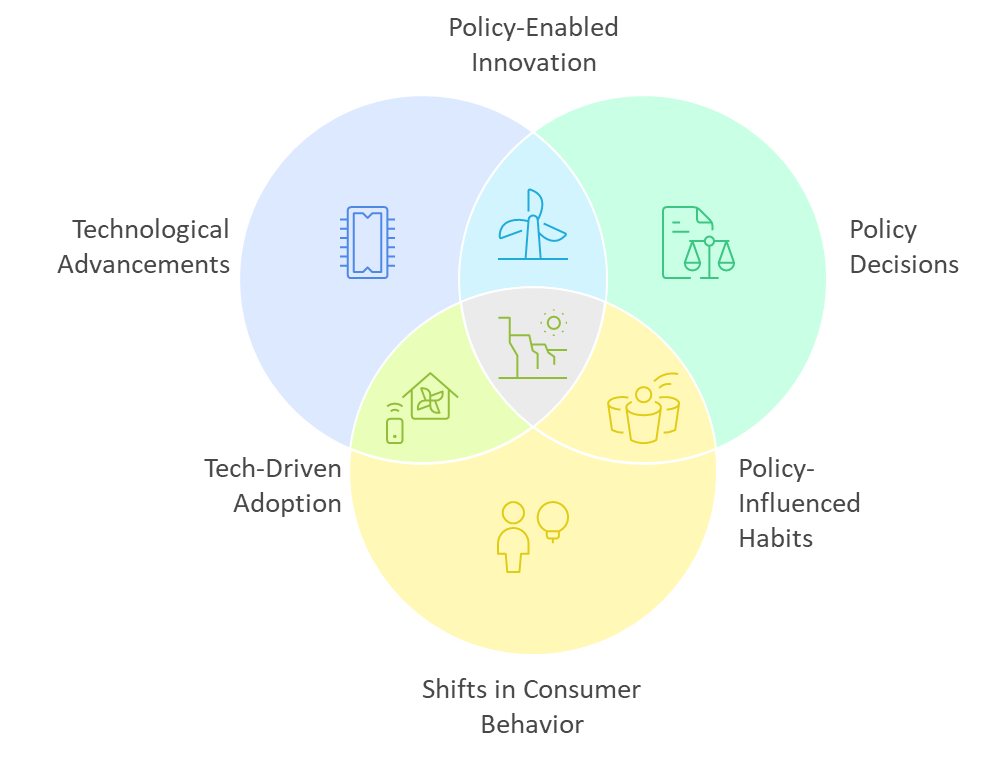 Policy-Enabled
Innovation
Technological
Advancements
Policy
Decisions
Tech-Driven
Adoption
Policy-
Influenced
Habits
Shifts in Consumer
Behavior